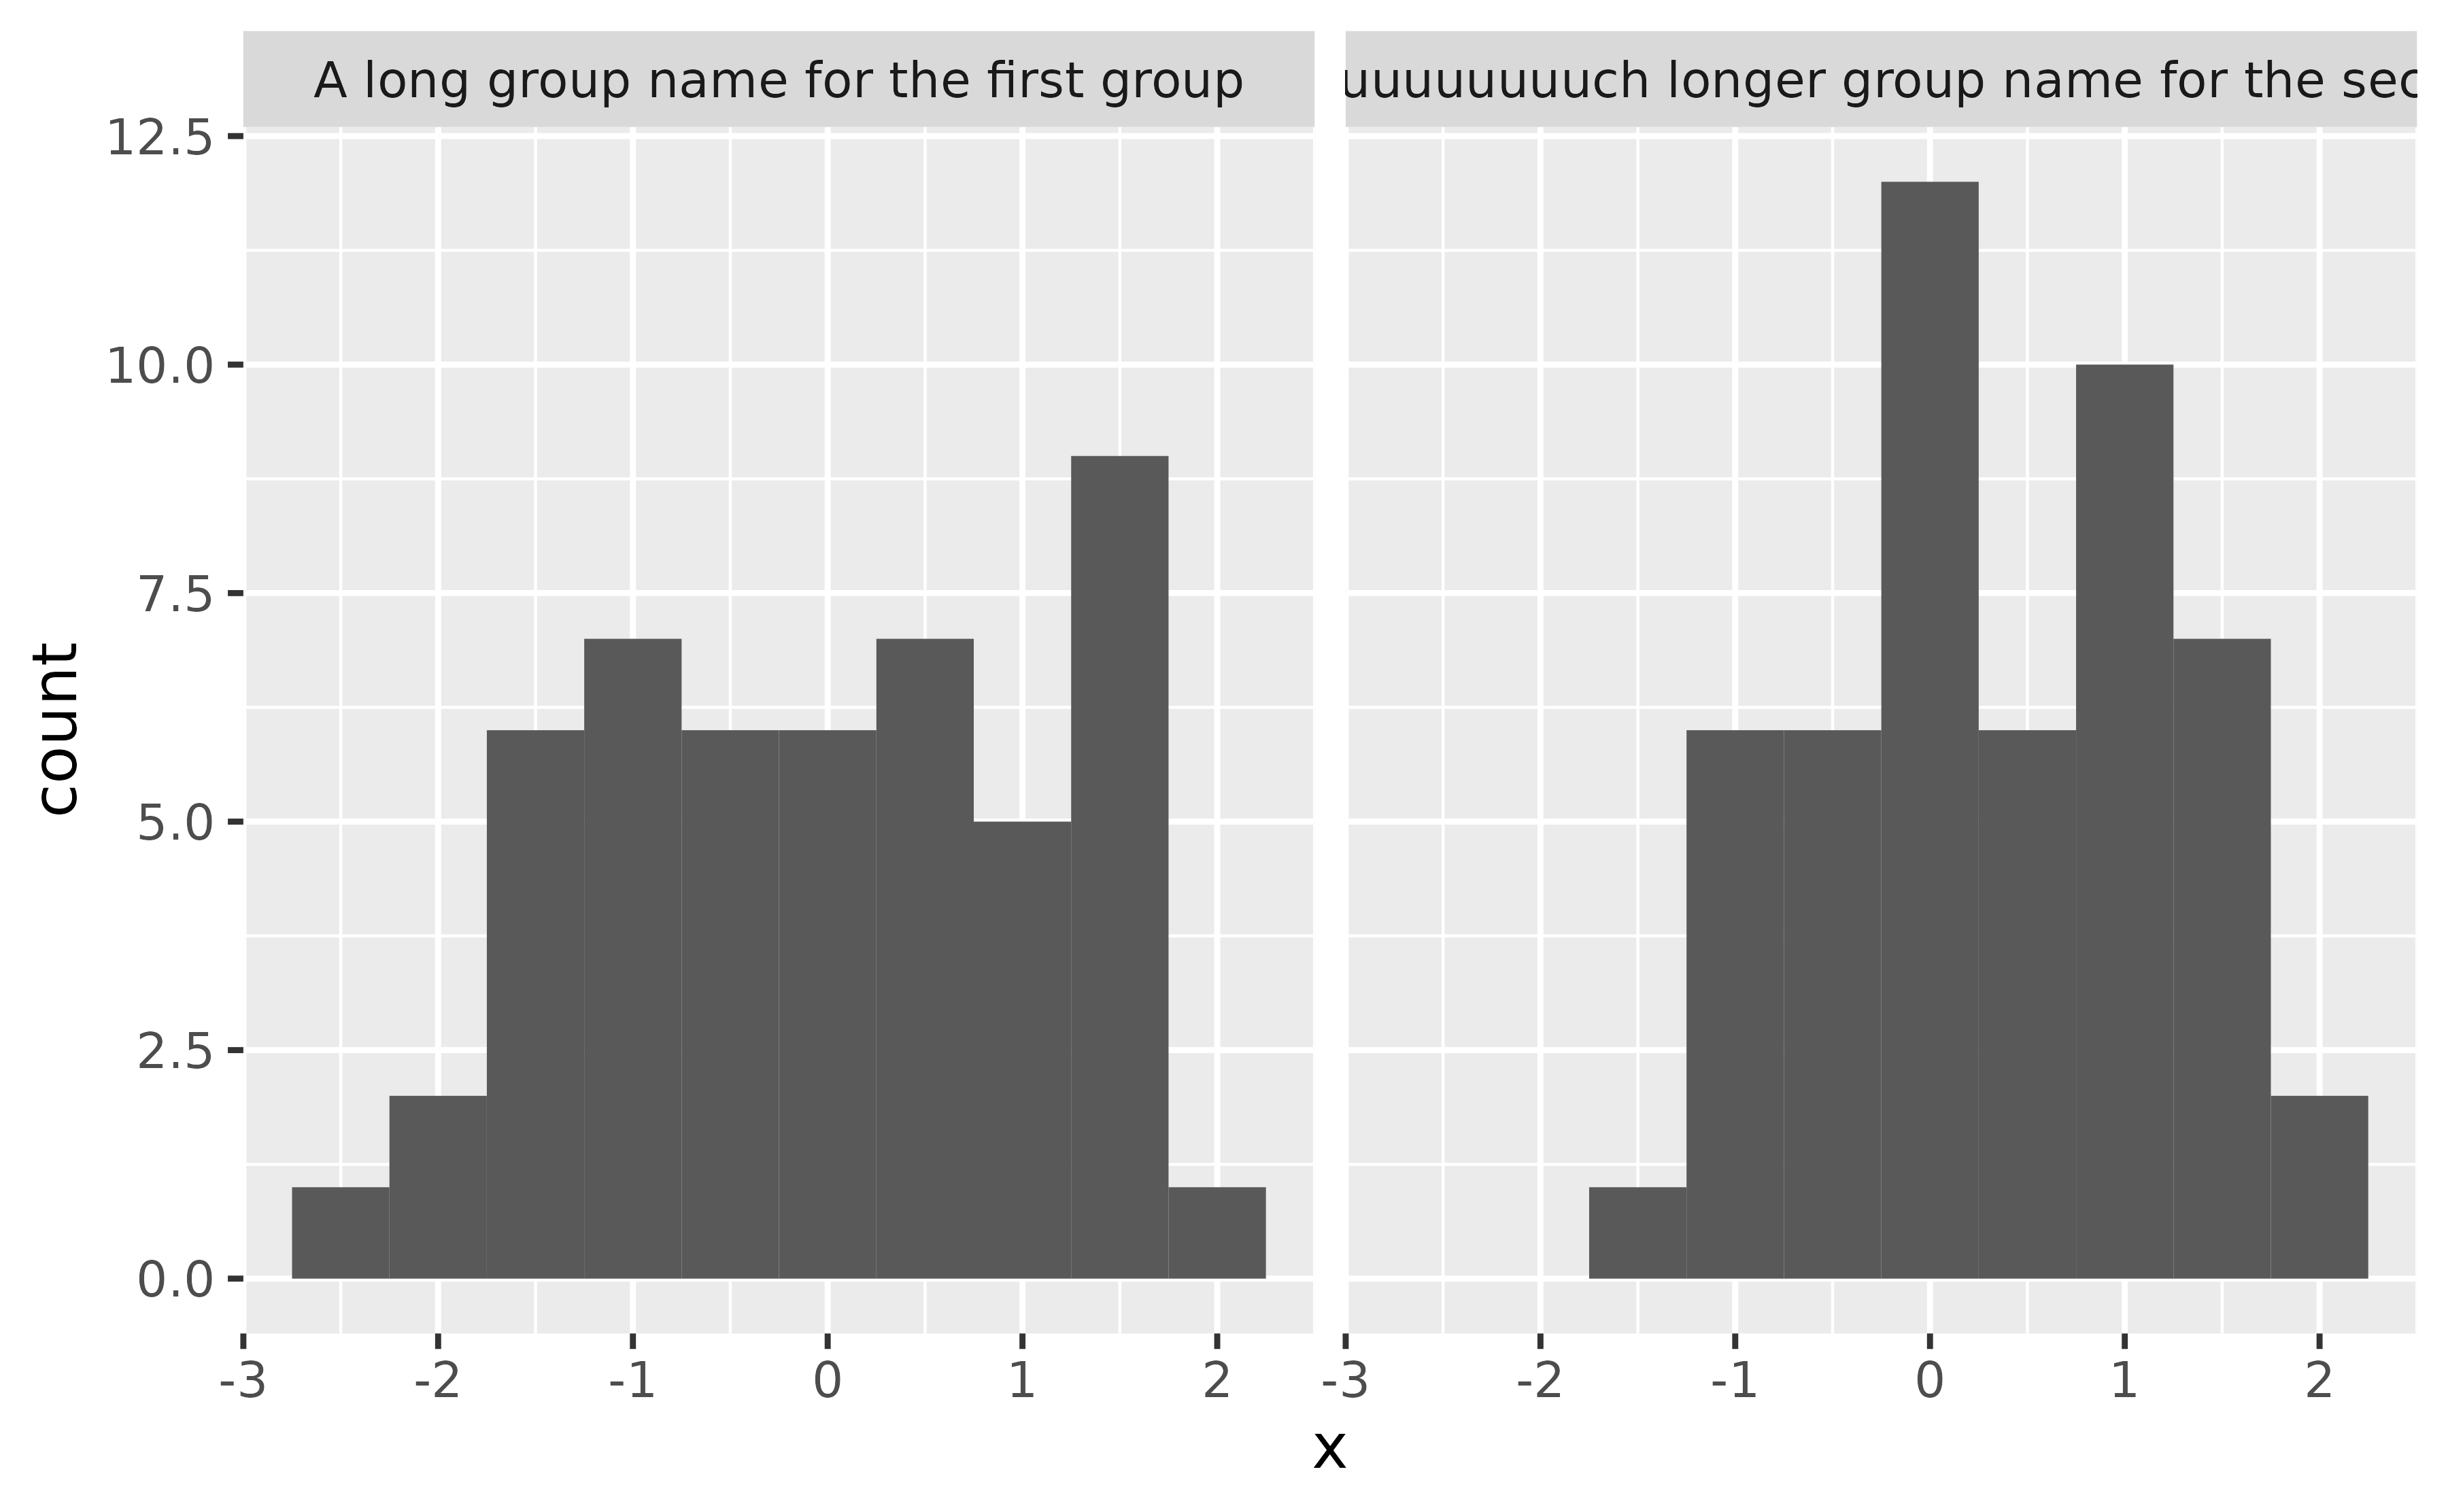 A long group name for the first group
uuuuuuuuch longer group name for the sec
12.5
10.0
7.5
5.0
2.5
0.0
count
-3 -2 -1 0 1 2
-3 -2 -1 0 1 2
x